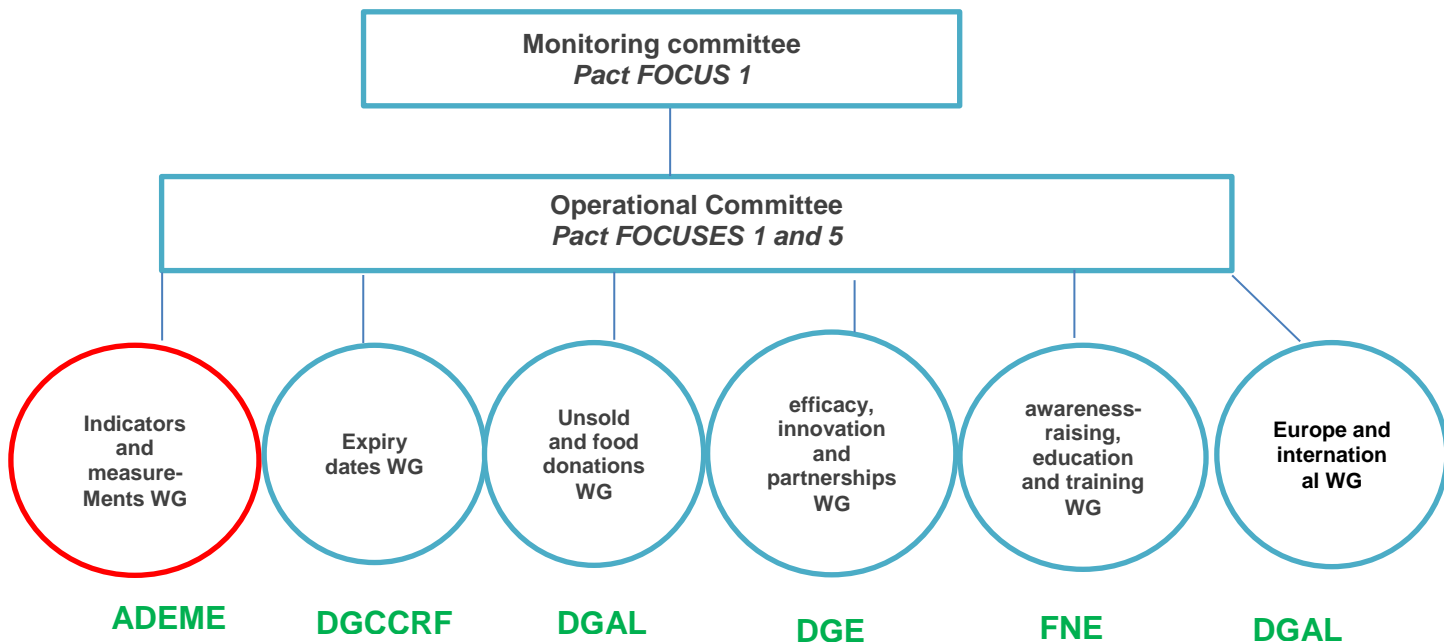 Monitoring committee
Pact FOCUS 1
Operational Committee
Pact FOCUSES 1 and 5
Indicators
and
measure-
Ments WG
Expiry
dates WG
Unsold
and food
donations
WG
efficacy,
innovation
and
partnerships
WG
awareness-
raising,
education
and training
WG
Europe and
internation
al WG
ADEME
DGCCRF
DGAL
DGE
FNE
DGAL